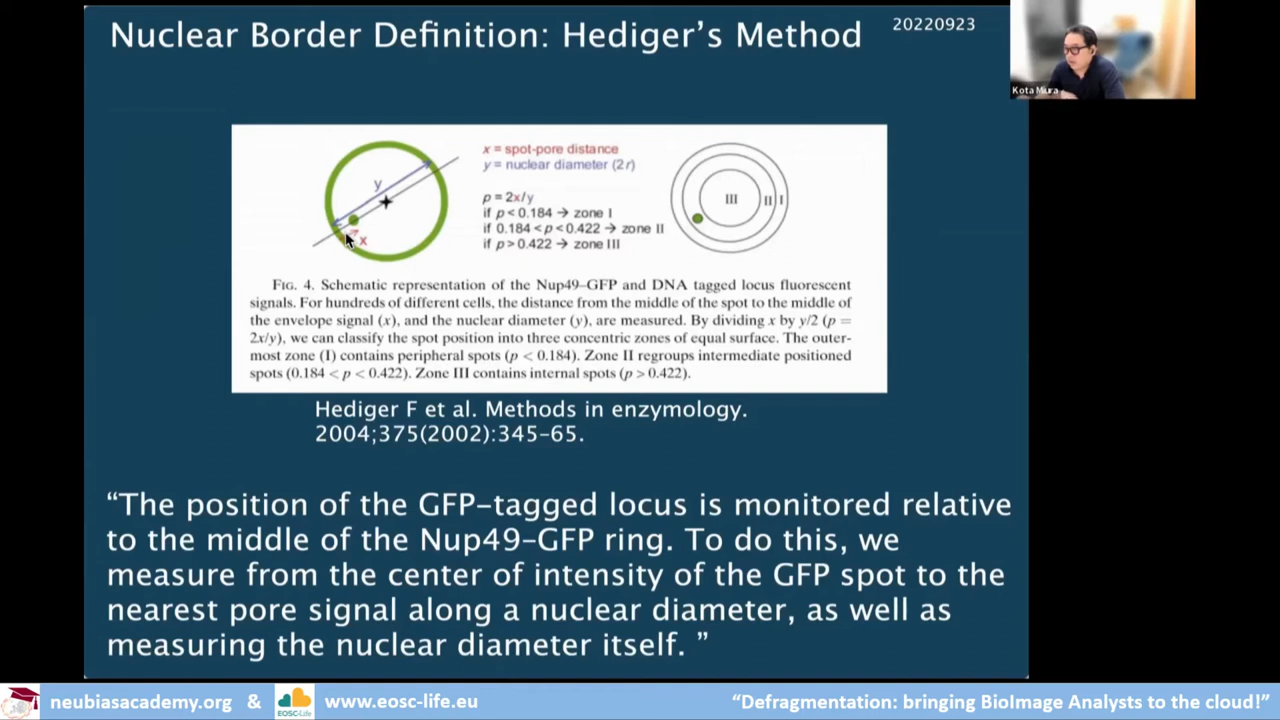 Nuclear Border Definition: Hediger's Method
20220923
Kota Miura
y
x
x = spot-pore distance
y = nuclear diameter (2r)
p = 2x/y
if p < 0.184 → zone I
if 0.184 < p < 0.422 → zone II
if p > 0.422 → zone III
III II I
FIG. 4. Schematic representation of the Nup49–GFP and DNA tagged locus fluorescent
signals. For hundreds of different cells, the distance from the middle of the spot to the middle of
the envelope signal (x), and the nuclear diameter (y), are measured. By dividing x by y/2 (p =
2x/y), we can classify the spot position into three concentric zones of equal surface. The outer-
most zone (I) contains peripheral spots (p < 0.184). Zone II regroups intermediate positioned
spots (0.184 < p < 0.422). Zone III contains internal spots (p > 0.422).
Hediger F et al. Methods in enzymology.
2004;375(2002):345–65.
“The position of the GFP-tagged locus is monitored relative
to the middle of the Nup49-GFP ring. To do this, we
measure from the center of intensity of the GFP spot to the
nearest pore signal along a nuclear diameter, as well as
measuring the nuclear diameter itself. ”
neubiasacademy.org & EOSC-Life www.eosc-life.eu “Defragmentation: bringing BioImage Analysts to the cloud!”